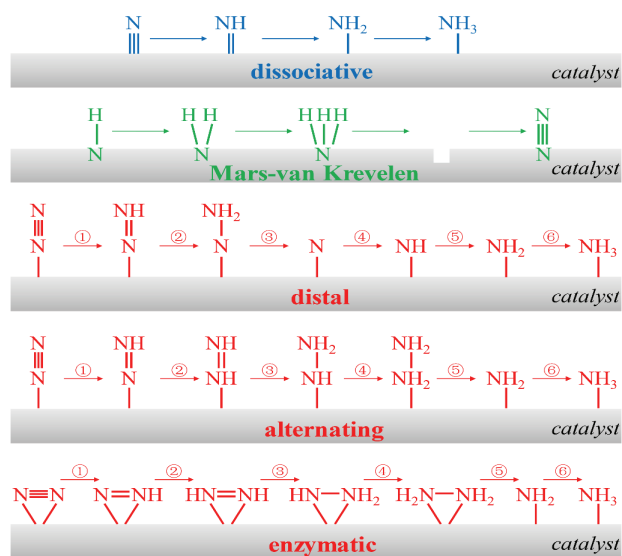 N NH NH₂ NH₃
dissociative catalyst
H H H H H H
N N N N
N
Mars-van Krevelen catalyst
N NH NH₂
N ① N ② N ③ N ④ NH ⑤ NH₂ ⑥ NH₃
distal catalyst
N NH NH NH₂ NH₂
N ① N ② NH ③ NH ④ NH₂ ⑤ NH₂ ⑥ NH₃
alternating catalyst
① ② ③ ④ ⑤ ⑥
N≡N N=NH HN=NH HN–NH₂ H₂N–NH₂ NH₂ NH₃
enzymatic catalyst